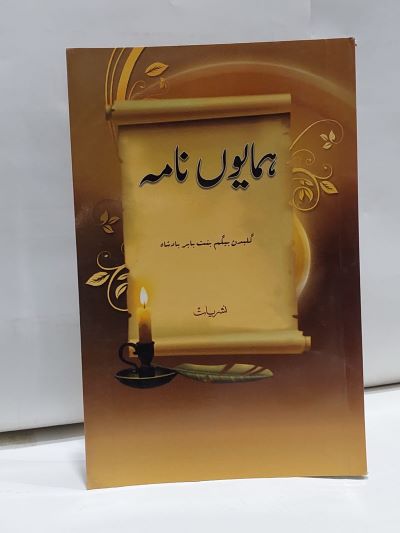 ہمایوں نامہ
گلبدن بیگم بنت بابر بادشاہ
نشریات